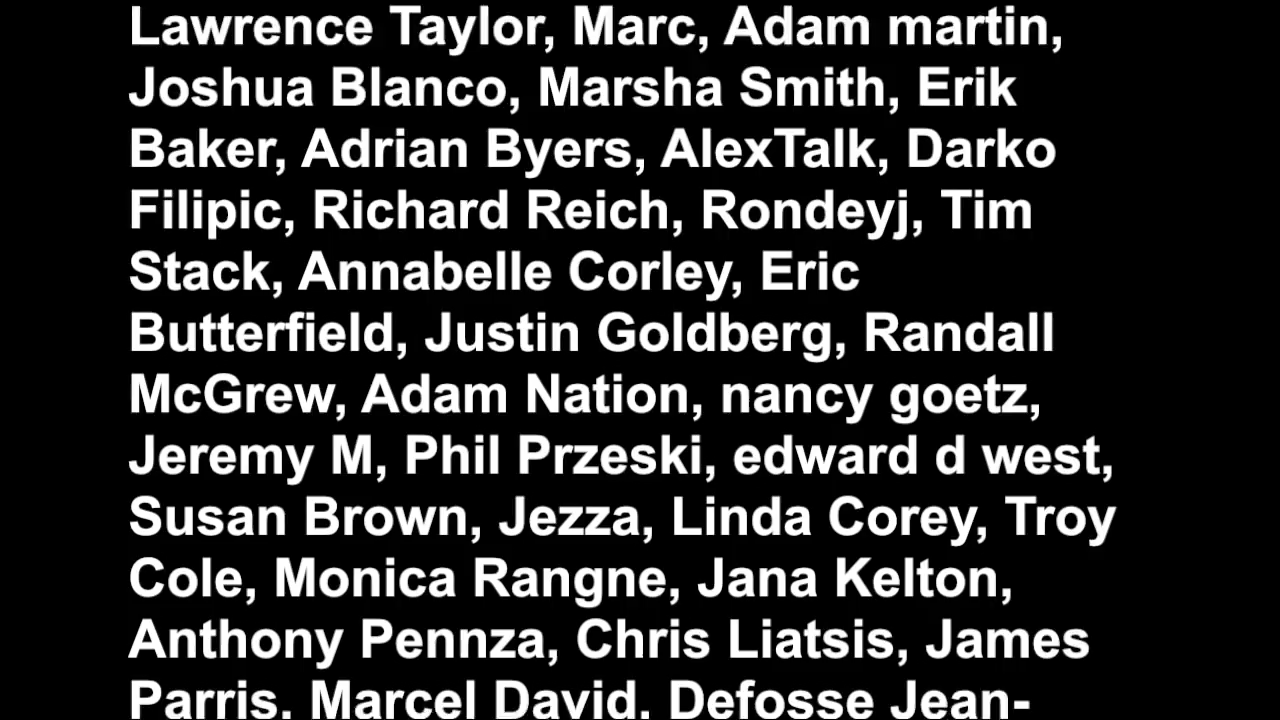 Lawrence Taylor, Marc, Adam martin,
Joshua Blanco, Marsha Smith, Erik
Baker, Adrian Byers, AlexTalk, Darko
Filipic, Richard Reich, Rondeyj, Tim
Stack, Annabelle Corley, Eric
Butterfield, Justin Goldberg, Randall
McGrew, Adam Nation, nancy goetz,
Jeremy M, Phil Przeski, edward d west,
Susan Brown, Jezza, Linda Corey, Troy
Cole, Monica Rangne, Jana Kelton,
Anthony Pennza, Chris Liatsis, James
Parris, Marcel David, Defosse Jean-